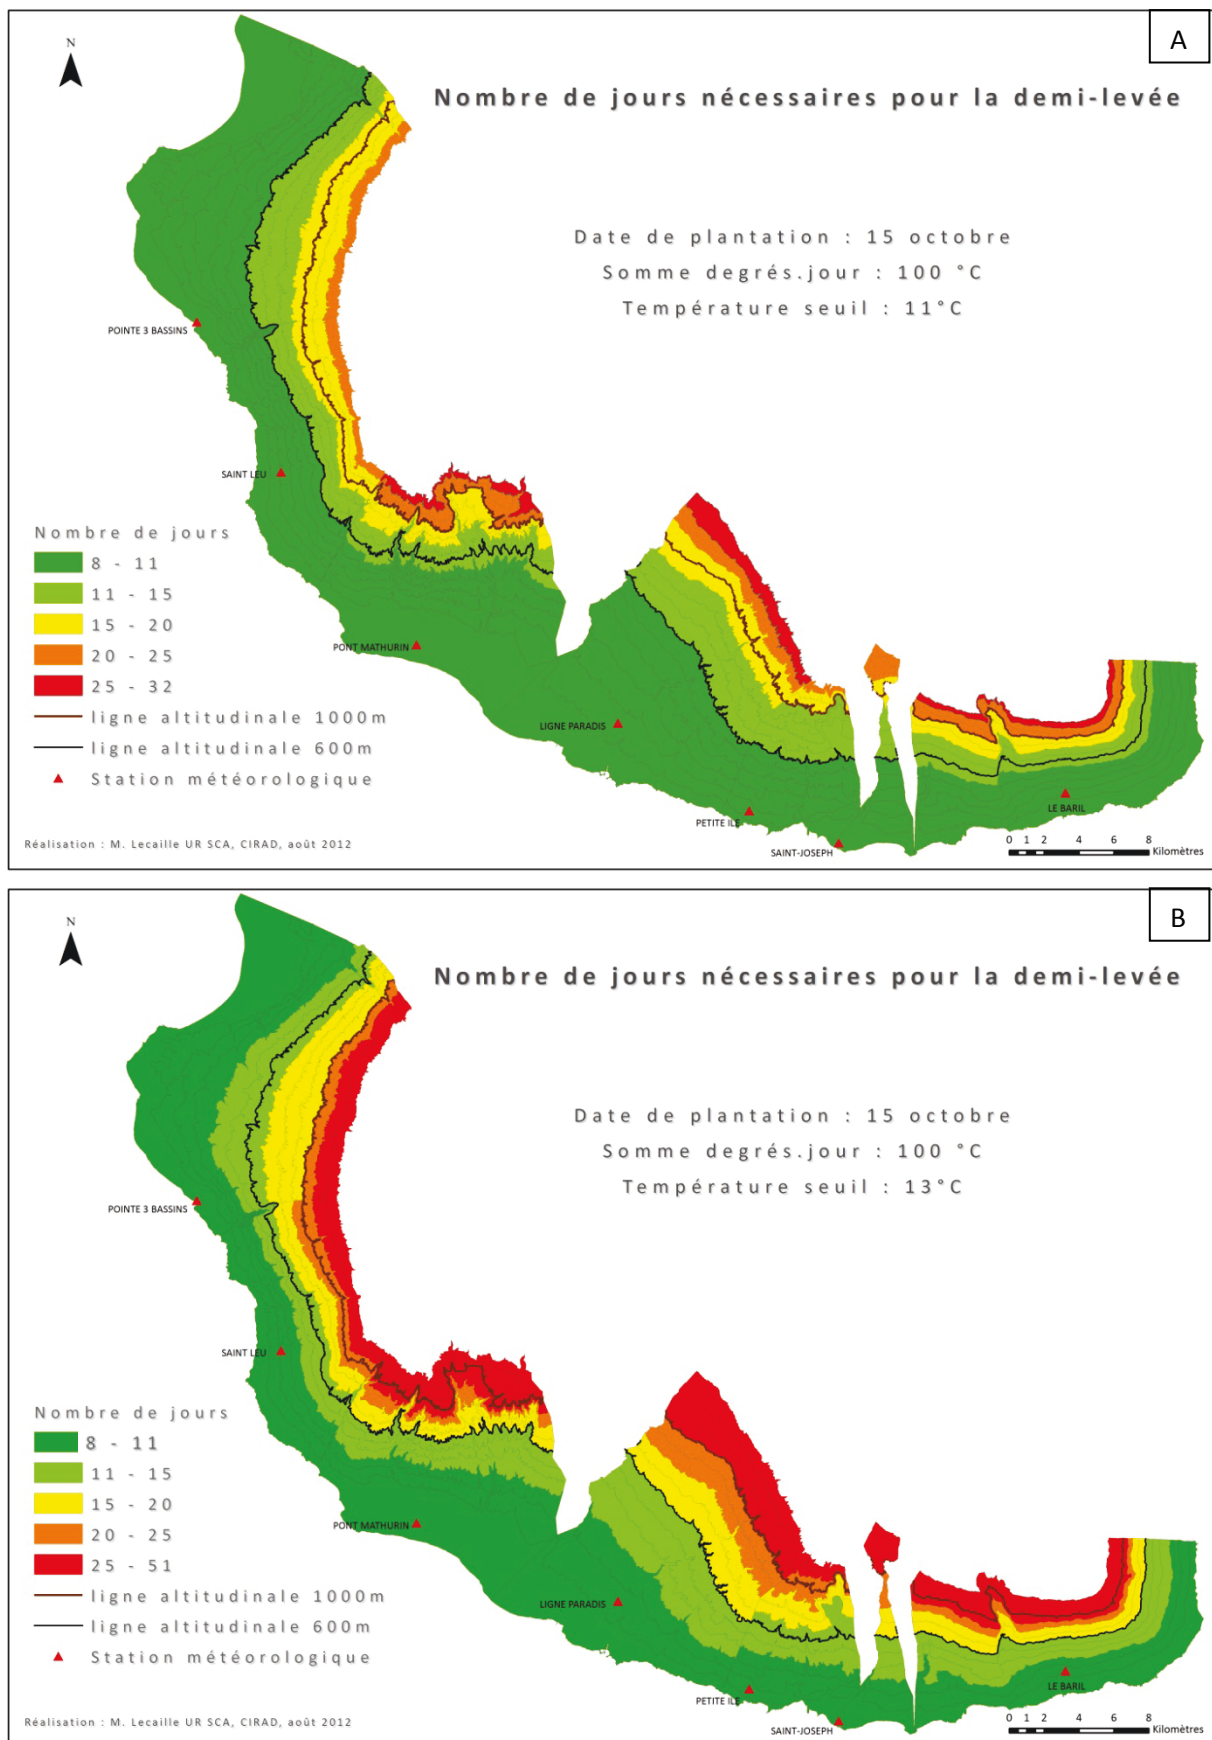 A
N
Nombre de jours nécessaires pour la demi-levée
Date de plantation : 15 octobre
Somme degrés.jour : 100 °C
Température seuil : 11°C
POINTE 3 BASSINS
SAINT LEU
Nombre de jours
8 - 11
11 - 15
15 - 20
20 - 25
25 - 32
ligne altitudinale 1000m
ligne altitudinale 600m
Station météorologique
PONT MATHURIN
LIGNE PARADIS
PETITE ILE
SAINT-JOSEPH
LE BARIL
0 1 2 4 6 8
Kilomètres
Réalisation : M. Lecaille UR SCA, CIRAD, août 2012
B
N
Nombre de jours nécessaires pour la demi-levée
Date de plantation : 15 octobre
Somme degrés.jour : 100 °C
Température seuil : 13°C
POINTE 3 BASSINS
SAINT LEU
Nombre de jours
8 - 11
11 - 15
15 - 20
20 - 25
25 - 51
ligne altitudinale 1000m
ligne altitudinale 600m
Station météorologique
PONT MATHURIN
LIGNE PARADIS
PETITE ILE
SAINT-JOSEPH
LE BARIL
0 1 2 4 6 8
Kilomètres
Réalisation : M. Lecaille UR SCA, CIRAD, août 2012